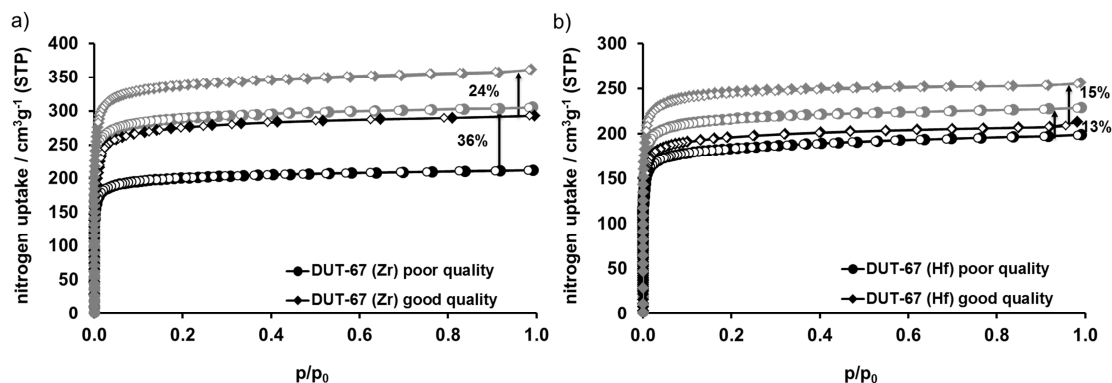 a)
nitrogen uptake / cm³g⁻¹ (STP)
400
350
300
250
200
150
100
50
0
24%
36%
DUT-67 (Zr) poor quality
DUT-67 (Zr) good quality
0.0 0.2 0.4 0.6 0.8 1.0
p/p₀
b)
nitrogen uptake / cm³g⁻¹ (STP)
300
250
200
150
100
50
0
15%
13%
DUT-67 (Hf) poor quality
DUT-67 (Hf) good quality
0.0 0.2 0.4 0.6 0.8 1.0
p/p₀